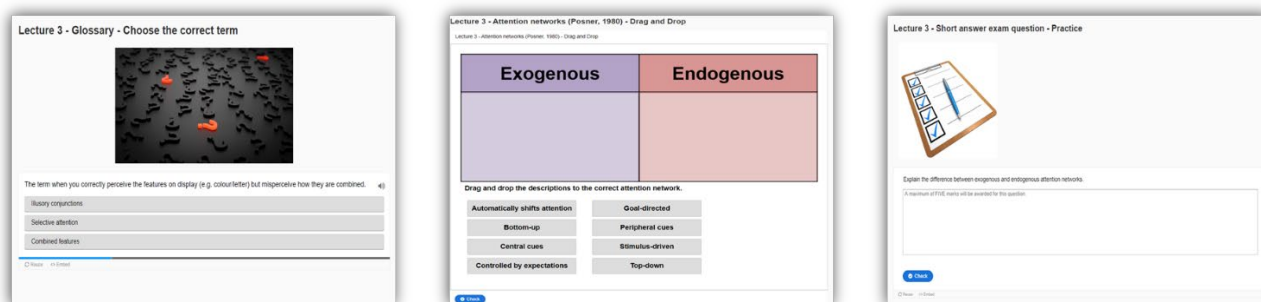 Lecture 3 - Glossary - Choose the correct term
The term when you correctly perceive the features on display (e.g. colour/letter) but misperceive how they are combined.
Illusory conjunctions
Selective attention
Combined features
Reuse <> Embed
Lecture 3 - Attention networks (Posner, 1980) - Drag and Drop
Lecture 3 - Attention networks (Posner, 1980) - Drag and Drop
Exogenous Endogenous
Drag and drop the descriptions to the correct attention network.
Automatically shifts attention Goal-directed
Bottom-up Peripheral cues
Central cues Stimulus-driven
Controlled by expectations Top-down
Check
Lecture 3 - Short answer exam question - Practice
Explain the difference between exogenous and endogenous attention networks.
A maximum of FIVE marks will be awarded for this question.
Check
Reuse <> Embed